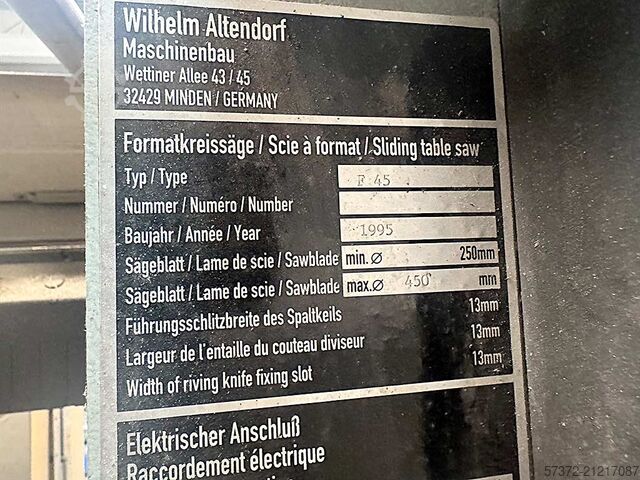 Wilhelm Altendorf
Maschinenbau
Wettiner Allee 43 / 45
32429 MINDEN / GERMANY
Formatkreissäge / Scie à format / Sliding table saw
Typ / Type F 45
Nummer / Numéro / Number
Baujahr / Année / Year 1995
Sägeblatt / Lame de scie / Sawblade min. Ø 250mm
Sägeblatt / Lame de scie / Sawblade max. Ø 450 mm
Führungsschlitzbreite des Spaltkeils 13mm
Largeur de l'entaille du couteau diviseur 13mm
Width of riving knife fixing slot 13mm
Elektrischer Anschluß
Raccordement électrique
57372-21217087